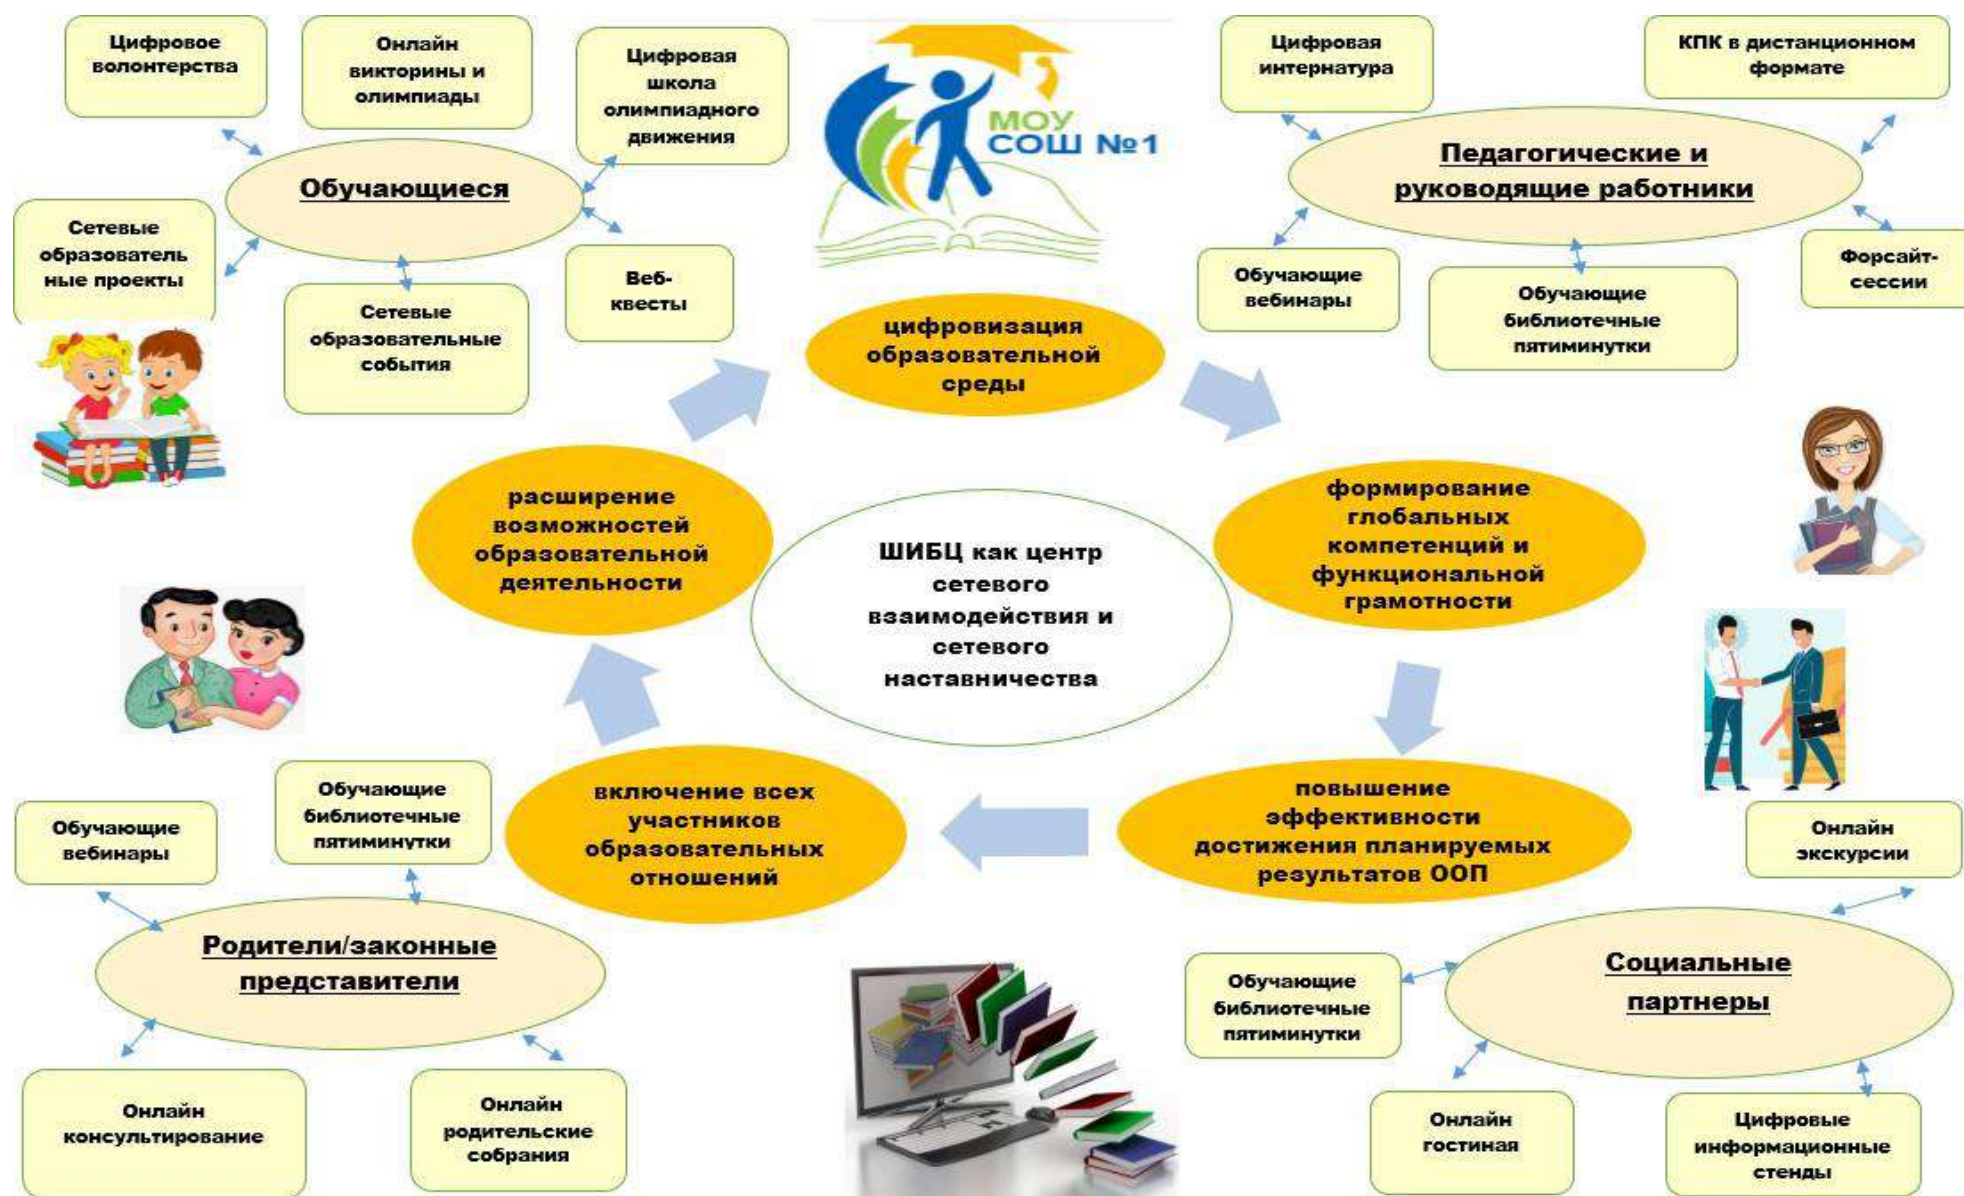 Цифровое
волонтерства
Онлайн
викторины и
олимпиады
Цифровая
школа
олимпиадного
движения
Обучающиеся
Сетевые
образователь
ные проекты
Сетевые
образовательные
события
Веб-
квесты
МОУ
СОШ №1
Цифровая
интернатура
КПК в дистанционном
формате
Педагогические и
руководящие работники
Обучающие
вебинары
Обучающие
библиотечные
пятиминутки
Форсайт-
сессии
цифровизация
образовательной
среды
расширение
возможностей
образовательной
деятельности
ШИБЦ как центр
сетевого
взаимодействия и
сетевого
наставничества
формирование
глобальных
компетенций и
функциональной
грамотности
включение всех
участников
образовательных
отношений
повышение
эффективности
достижения планируемых
результатов ООП
Обучающие
вебинары
Обучающие
библиотечные
пятиминутки
Родители/законные
представители
Онлайн
консультирование
Онлайн
родительские
собрания
Онлайн
экскурсии
Социальные
партнеры
Обучающие
библиотечные
пятиминутки
Онлайн
гостиная
Цифровые
информационные
стенды